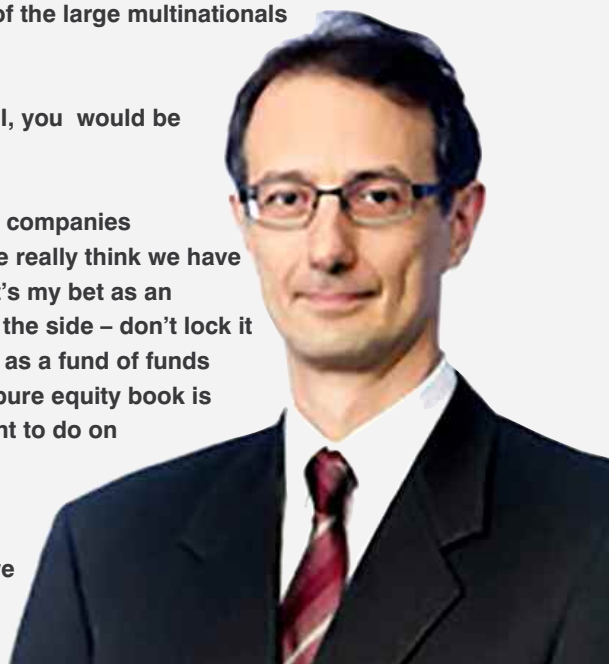 of the large multinationals
l, you would be
companies
e really think we have
t's my bet as an
the side – don't lock it
as a fund of funds
pure equity book is
nt to do on
re